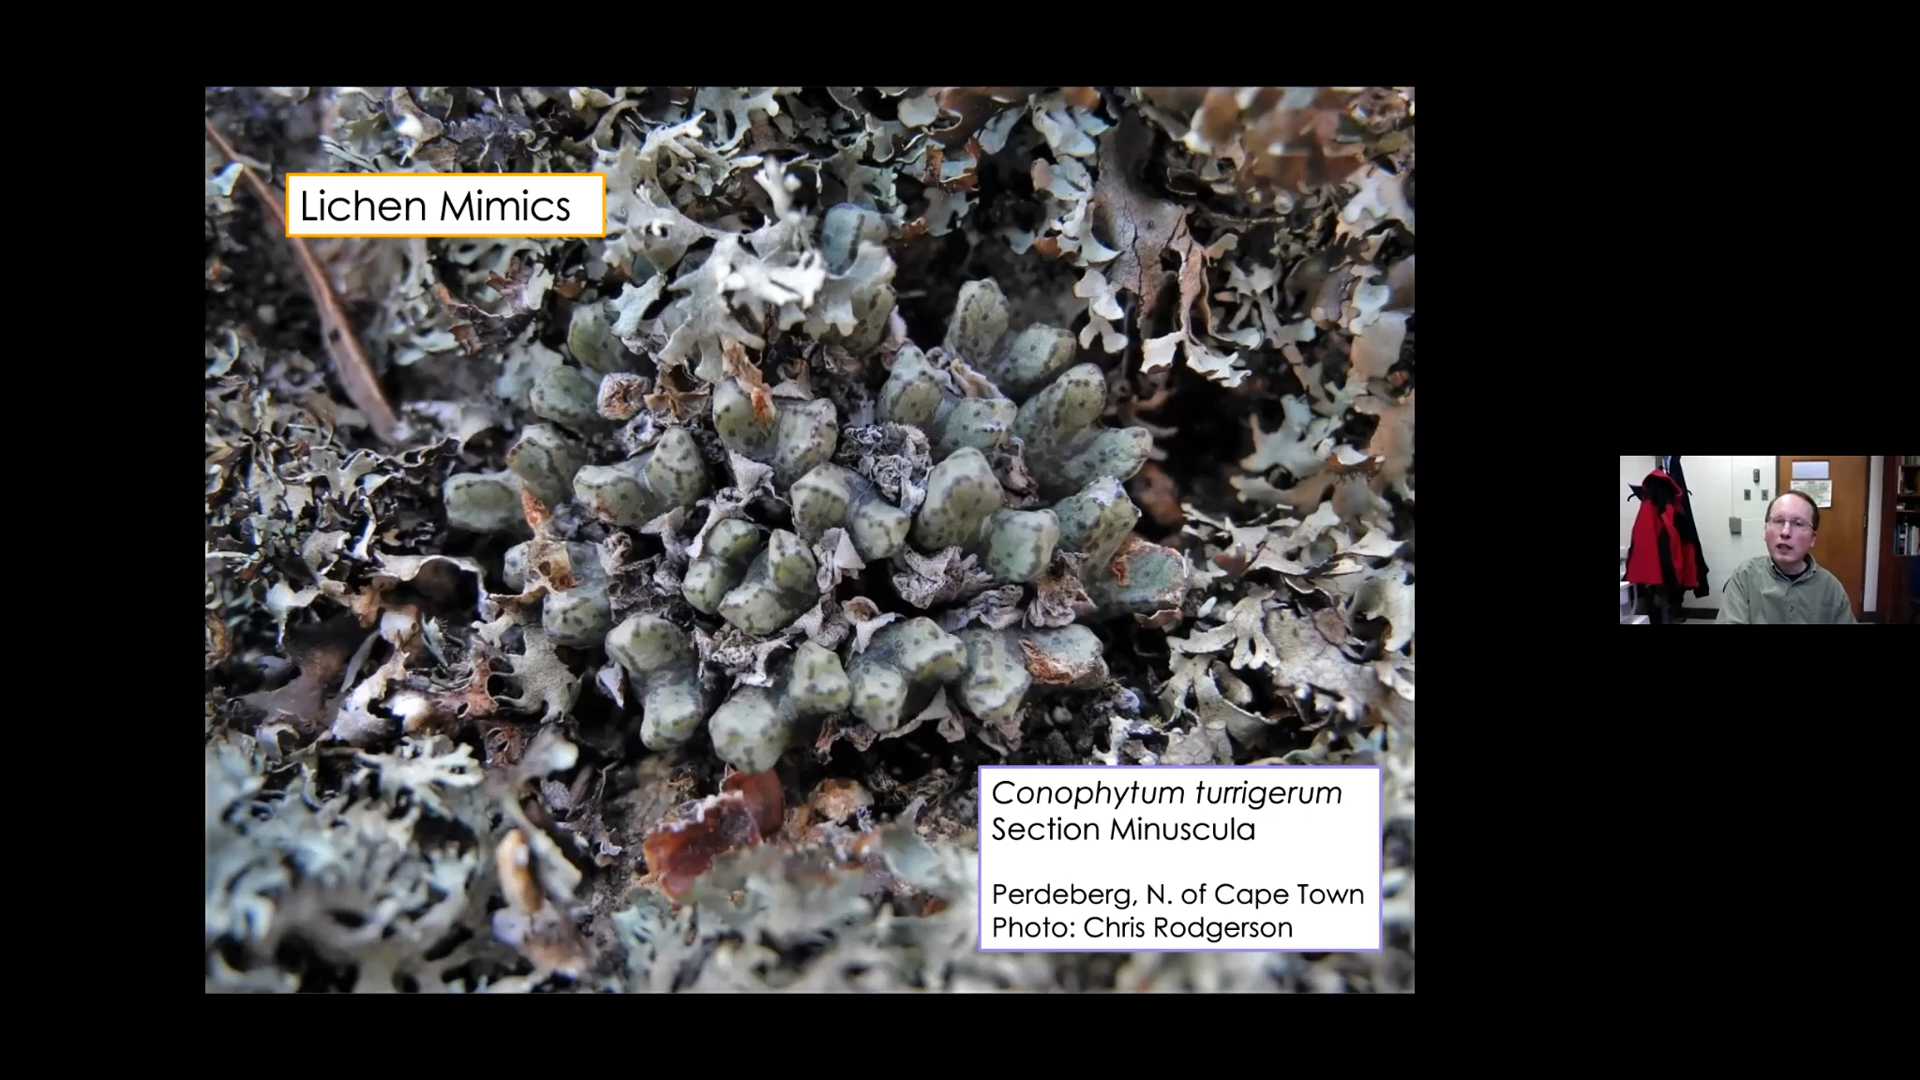 Lichen Mimics
Conophytum turrigerum
Section Minuscula
Perdeberg, N. of Cape Town
Photo: Chris Rodgerson